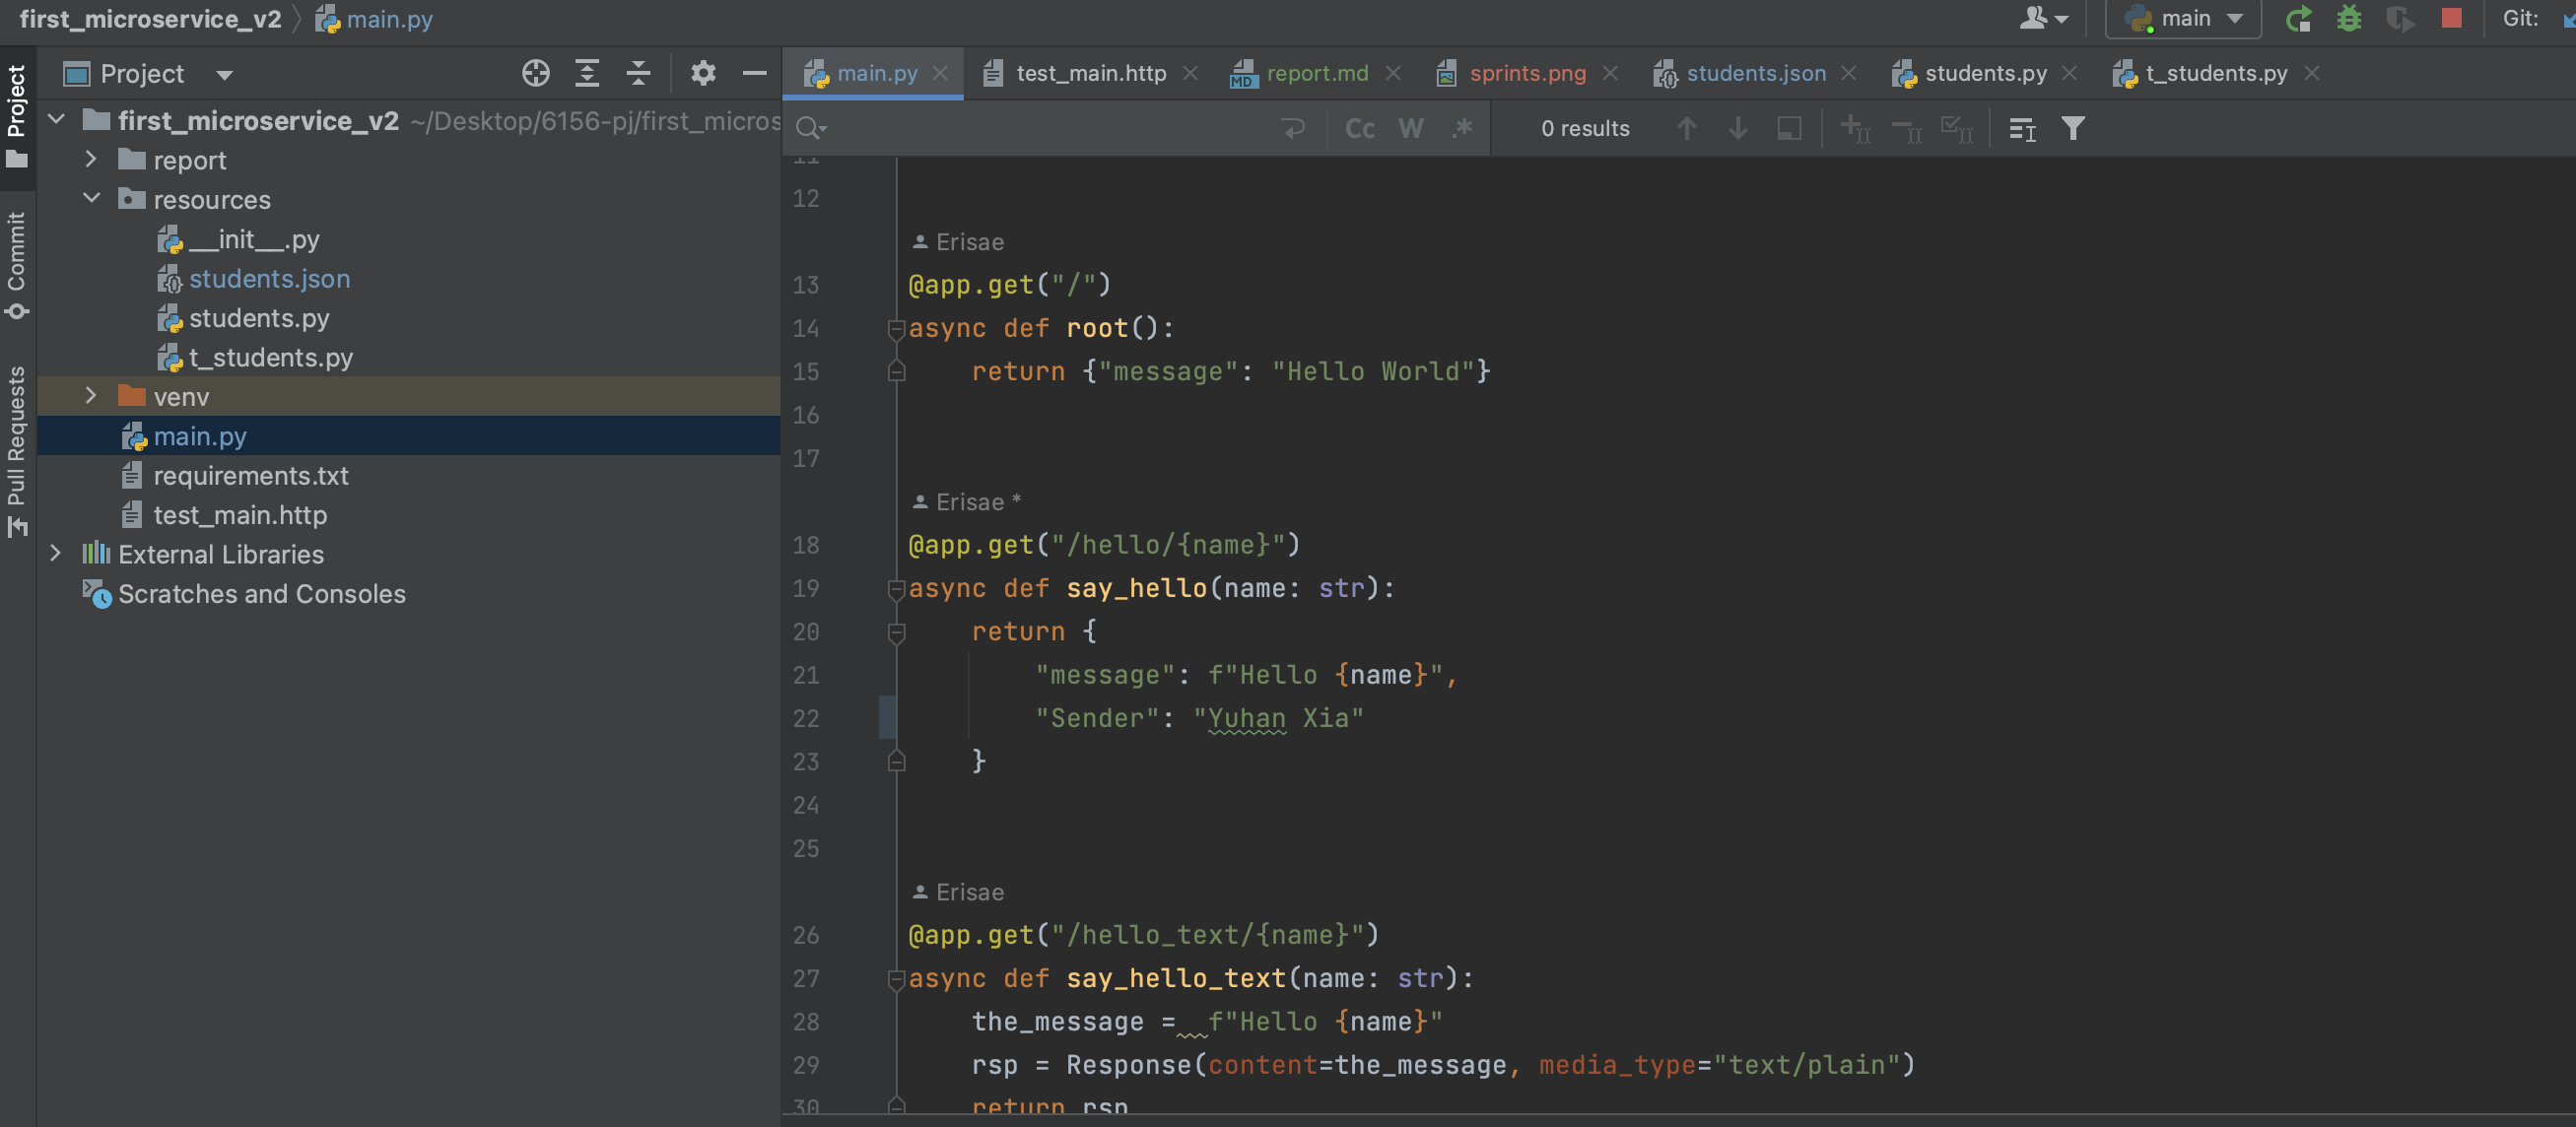 first_microservice_v2 main.py
main
Git:
Project
Commit
Pull Requests
Project
first_microservice_v2 ~/Desktop/6156-pj/first_micros
report
resources
__init__.py
students.json
students.py
t_students.py
venv
main.py
requirements.txt
test_main.http
External Libraries
Scratches and Consoles
main.py test_main.http report.md sprints.png students.json students.py t_students.py
Cc W .* 0 results
11
12
Erisae
13 @app.get("/")
14 async def root():
15     return {"message": "Hello World"}
16
17
Erisae *
18 @app.get("/hello/{name}")
19 async def say_hello(name: str):
20     return {
21         "message": f"Hello {name}",
22         "Sender": "Yuhan Xia"
23     }
24
25
Erisae
26 @app.get("/hello_text/{name}")
27 async def say_hello_text(name: str):
28     the_message =  f"Hello {name}"
29     rsp = Response(content=the_message, media_type="text/plain")
30     return rsp